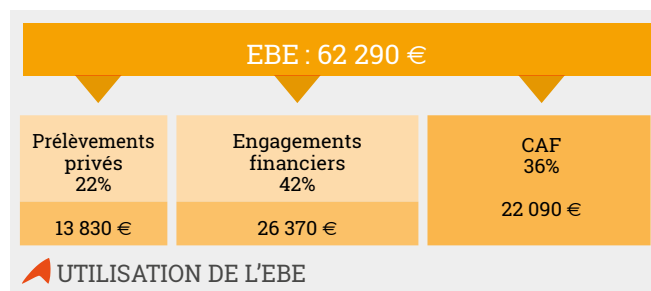 EBE : 62 290 €
Prélèvements
privés
22%
13 830 €
Engagements
financiers
42%
26 370 €
CAF
36%
22 090 €
UTILISATION DE L'EBE